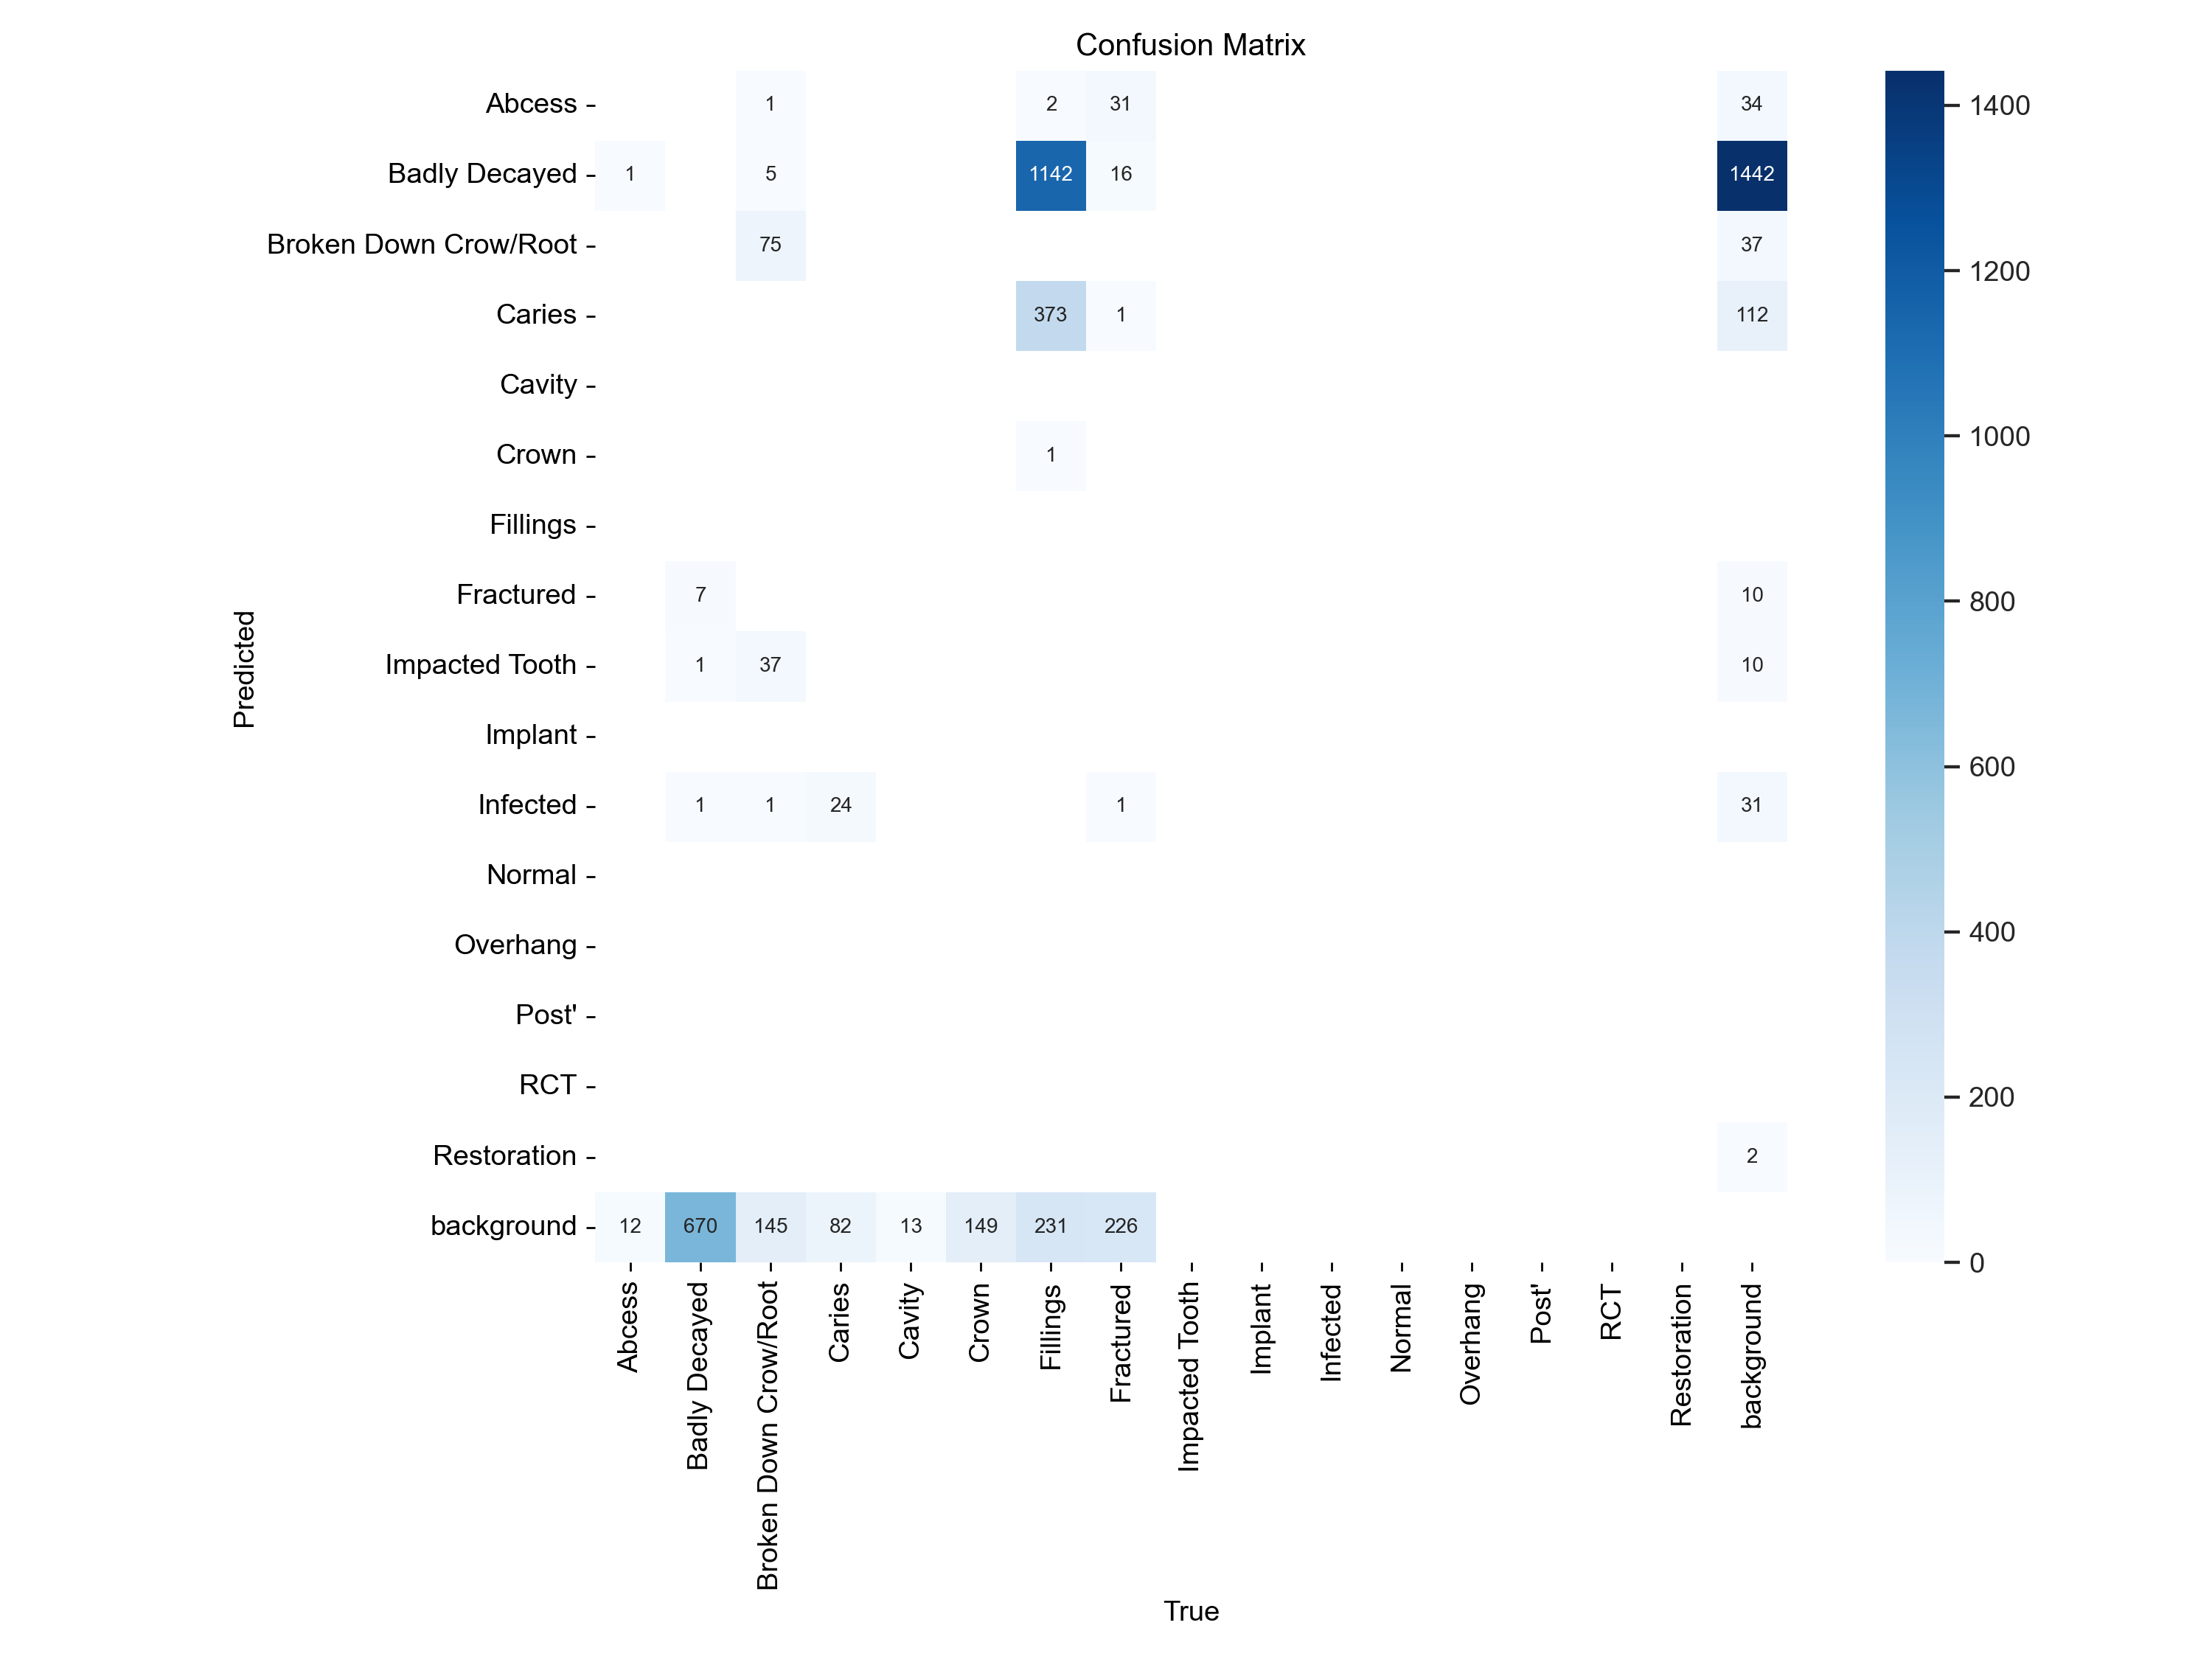 Confusion Matrix
Abcess 1 2 31 34
Badly Decayed 1 5 1142 16 1442
Broken Down Crow/Root 75 37
Caries 373 1 112
Cavity
Crown 1
Fillings
Fractured 7 10
Impacted Tooth 1 37 10
Implant
Infected 1 1 24 1 31
Normal
Overhang
Post'
RCT
Restoration 2
background 12 670 145 82 13 149 231 226
Predicted
Abcess
Badly Decayed
Broken Down Crow/Root
Caries
Cavity
Crown
Fillings
Fractured
Impacted Tooth
Implant
Infected
Normal
Overhang
Post'
RCT
Restoration
background
True
1400
1200
1000
800
600
400
200
0